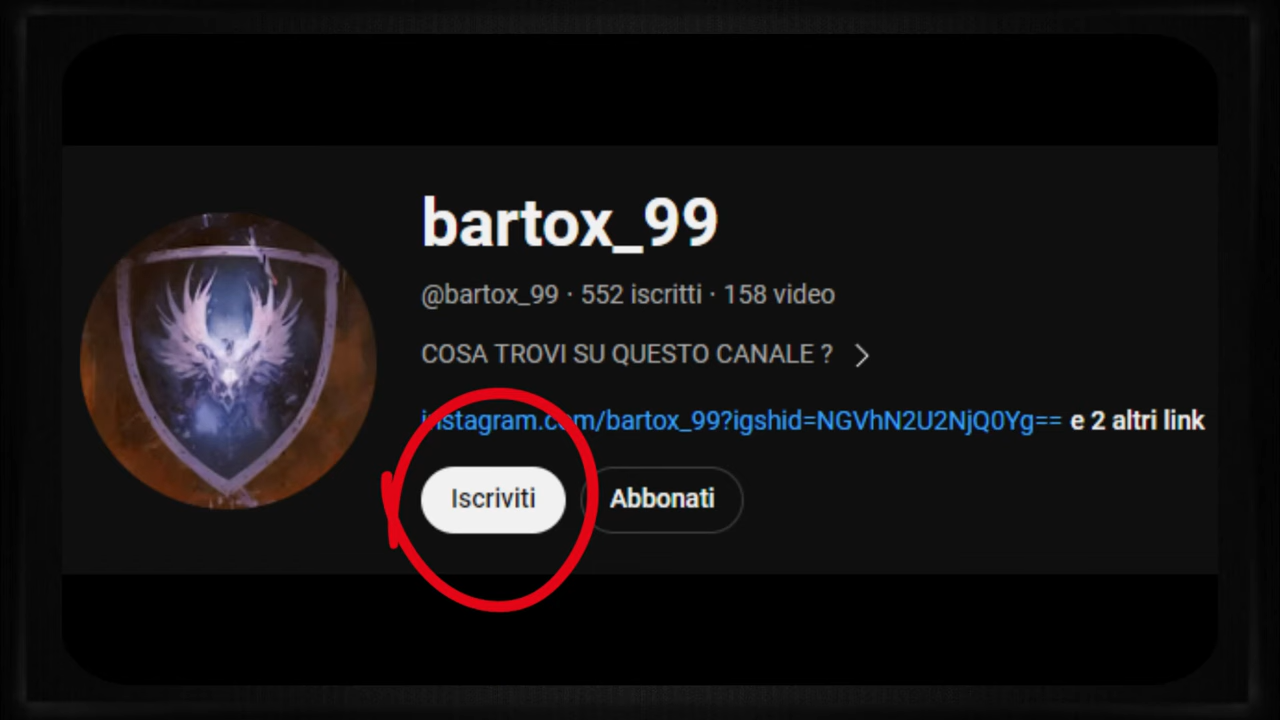 bartox_99
@bartox_99 · 552 iscritti · 158 video
COSA TROVI SU QUESTO CANALE ?
instagram.com/bartox_99?igshid=NGVhN2U2NjQ0Yg== e 2 altri link
Iscriviti Abbonati